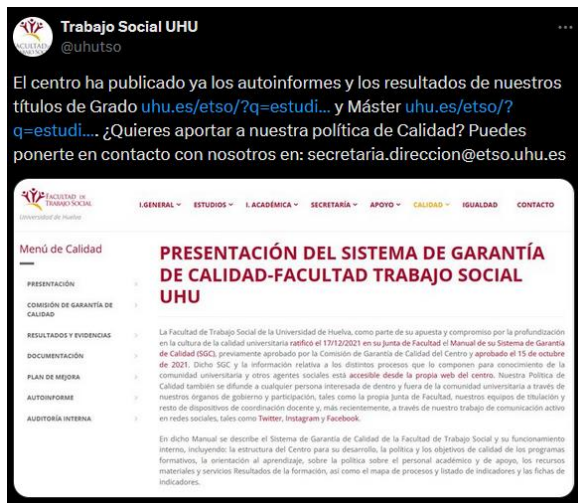 Trabajo Social UHU
@uhutso
El centro ha publicado ya los autoinformes y los resultados de nuestros
títulos de Grado uhu.es/etso/?q=estudi... y Máster uhu.es/etso/?
q=estudi.... ¿Quieres aportar a nuestra política de Calidad? Puedes
ponerte en contacto con nosotros en: secretaria.direccion@etso.uhu.es
FACULTAD DE
TRABAJO SOCIAL
Universidad de Huelva
I.GENERAL ESTUDIOS I. ACADÉMICA SECRETARÍA APOYO CALIDAD IGUALDAD CONTACTO
Menú de Calidad
PRESENTACIÓN
COMISIÓN DE GARANTÍA DE
CALIDAD
RESULTADOS Y EVIDENCIAS
DOCUMENTACIÓN
PLAN DE MEJORA
AUTOINFORME
AUDITORÍA INTERNA
PRESENTACIÓN DEL SISTEMA DE GARANTÍA
DE CALIDAD-FACULTAD TRABAJO SOCIAL
UHU
La Facultad de Trabajo Social de la Universidad de Huelva, como parte de su apuesta y compromiso por la profundización
en la cultura de la calidad universitaria ratificó el 17/12/2021 en su Junta de Facultad el Manual de su Sistema de Garantía
de Calidad (SGC), previamente aprobado por la Comisión de Garantía de Calidad del Centro y aprobado el 15 de octubre
de 2021. Dicho SGC y la información relativa a los distintos procesos que lo componen para conocimiento de la
comunidad universitaria y otros agentes sociales está accesible desde la propia web del centro. Nuestra Política de
Calidad también se difunde a cualquier persona interesada de dentro y fuera de la comunidad universitaria a través de
nuestros órganos de gobierno y participación, tales como la propia Junta de Facultad, nuestros equipos de titulación y
resto de dispositivos de coordinación docente y, más recientemente, a través de nuestro trabajo de comunicación activo
en redes sociales, tales como Twitter, Instagram y Facebook.
En dicho Manual se describe el Sistema de Garantía de Calidad de la Facultad de Trabajo Social y su funcionamiento
interno, incluyendo: la estructura del Centro para su desarrollo, la política y los objetivos de calidad de los programas
formativos, la orientación al aprendizaje, sobre la política sobre el personal académico y de apoyo, los recursos
materiales y servicios Resultados de la formación, así como el mapa de procesos y listado de indicadores y las fichas de
indicadores.